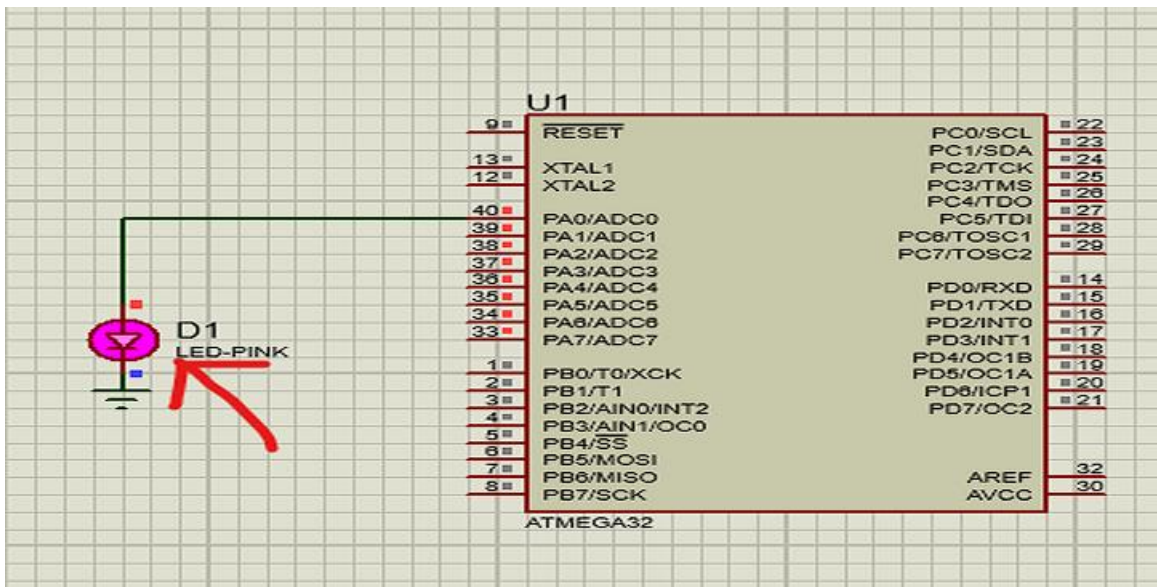 U1
9 RESET
13 XTAL1
12 XTAL2
40 PA0/ADC0
39 PA1/ADC1
38 PA2/ADC2
37 PA3/ADC3
36 PA4/ADC4
35 PA5/ADC5
34 PA6/ADC6
33 PA7/ADC7
1 PB0/T0/XCK
2 PB1/T1
3 PB2/AIN0/INT2
4 PB3/AIN1/OC0
5 PB4/SS
6 PB5/MOSI
7 PB6/MISO
8 PB7/SCK
PC0/SCL 22
PC1/SDA 23
PC2/TCK 24
PC3/TMS 25
PC4/TDO 26
PC5/TDI 27
PC6/TOSC1 28
PC7/TOSC2 29
PD0/RXD 14
PD1/TXD 15
PD2/INT0 16
PD3/INT1 17
PD4/OC1B 18
PD5/OC1A 19
PD6/ICP1 20
PD7/OC2 21
AREF 32
AVCC 30
ATMEGA32
D1
LED-PINK